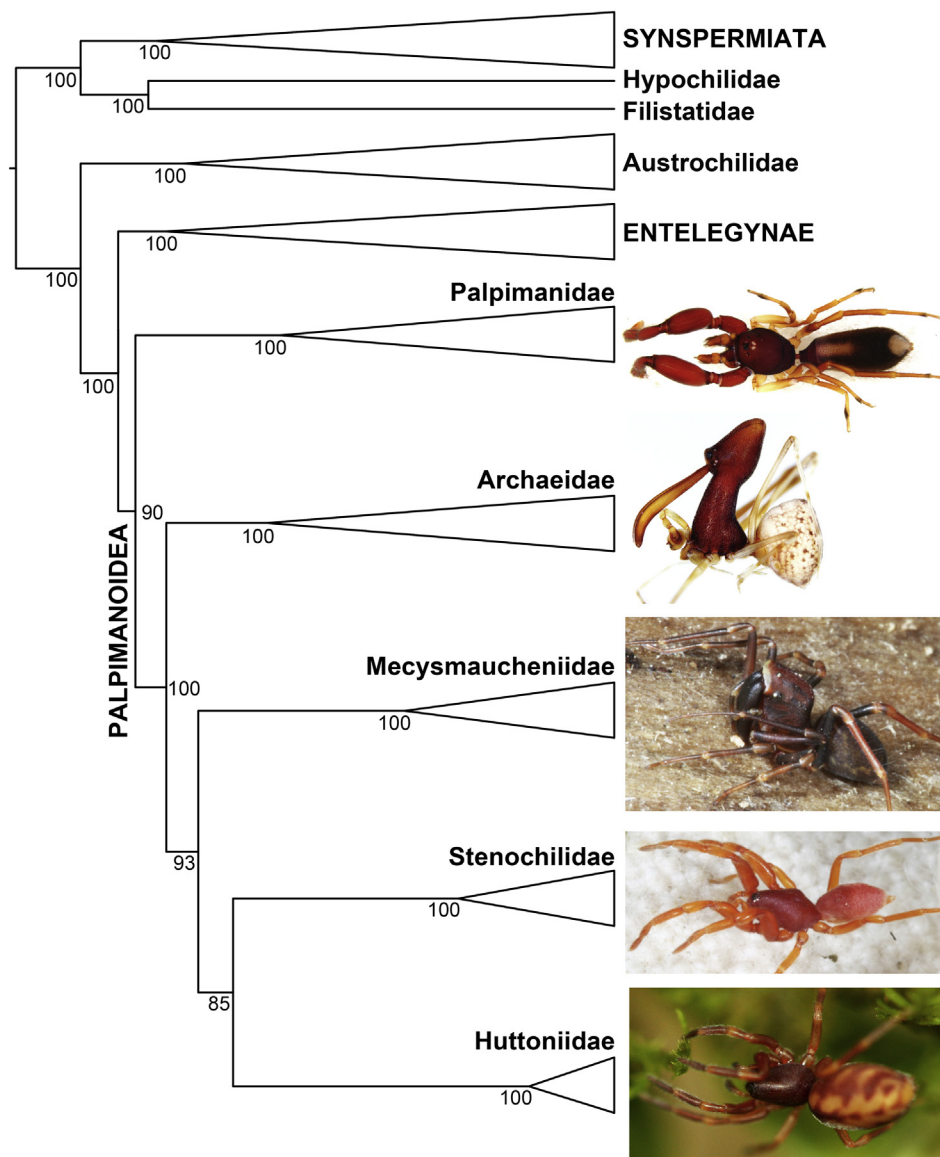 SYNSPERMIATA
100
Hypochilidae
100
100
Filistatidae
Austrochilidae
100
ENTELEGYNAE
100
100
Palpimanidae
100
100
Archaeidae
PALPIMANOIDEA
90
100
Mecysmaucheniidae
100
100
Stenochilidae
93
100
85
Huttoniidae
100